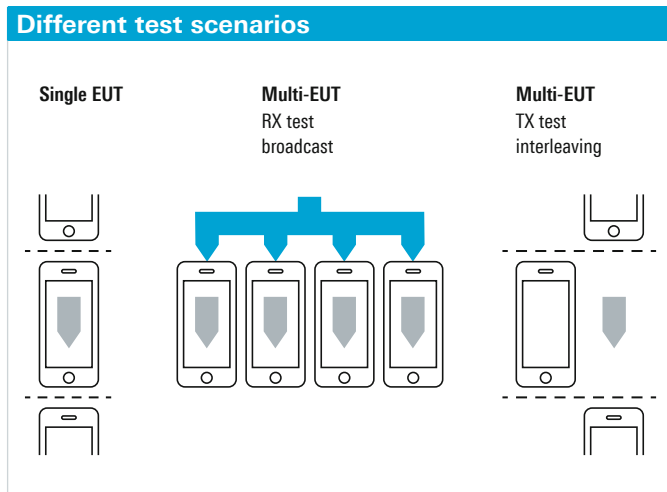 Different test scenarios
Single EUT
Multi-EUT
RX test
broadcast
Multi-EUT
TX test
interleaving